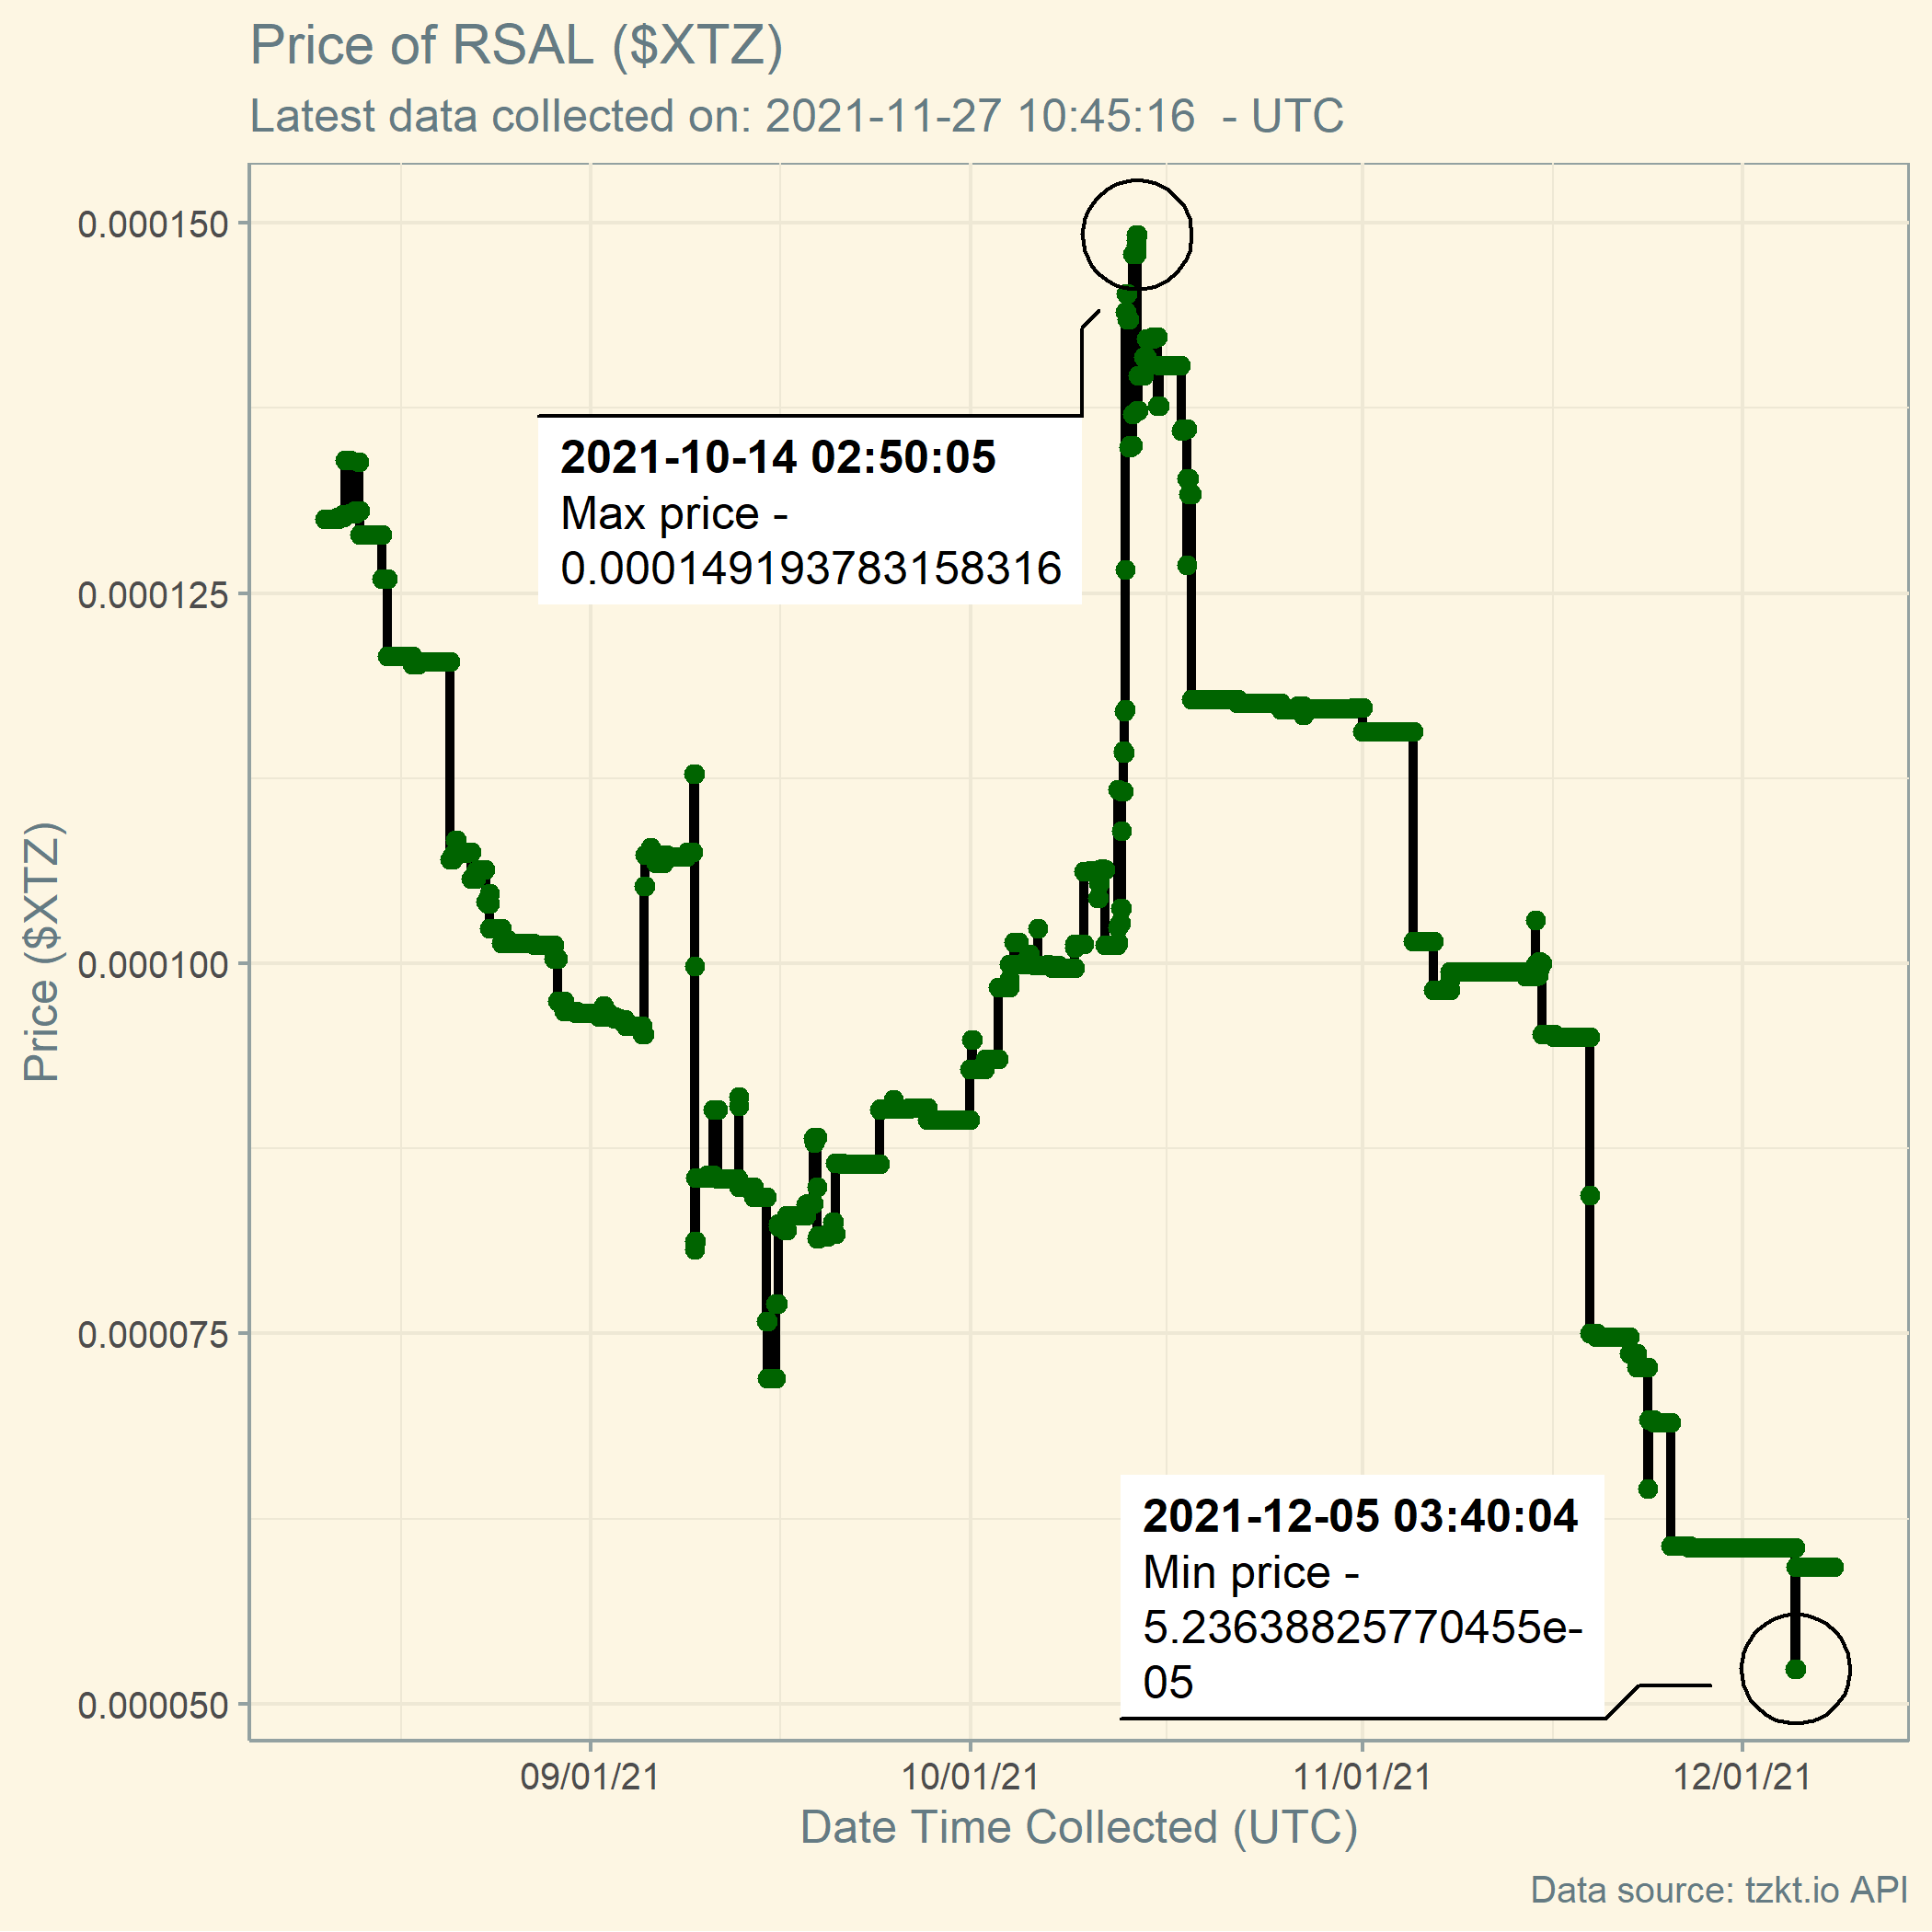 Price of RSAL ($XTZ)
Latest data collected on: 2021-11-27 10:45:16 - UTC
0.000150
0.000125
0.000100
0.000075
0.000050
Price ($XTZ)
2021-10-14 02:50:05
Max price -
0.000149193783158316
2021-12-05 03:40:04
Min price -
5.23638825770455e-
05
09/01/21
10/01/21
11/01/21
12/01/21
Date Time Collected (UTC)
Data source: tzkt.io API